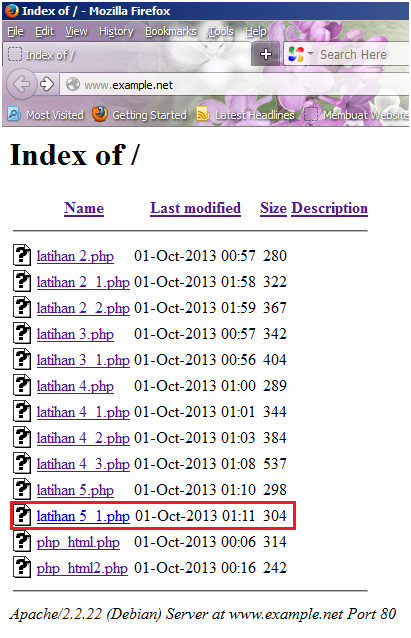 Index of / - Mozilla Firefox
File Edit View History Bookmarks Tools Help
Index of / + Search Here
www.example.net
Most Visited Getting Started Latest Headlines Membuat Website
Index of /
Name Last modified Size Description
? latihan 2.php 01-Oct-2013 00:57 280
? latihan 2_1.php 01-Oct-2013 01:58 322
? latihan 2_2.php 01-Oct-2013 01:59 367
? latihan 3.php 01-Oct-2013 00:57 342
? latihan 3_1.php 01-Oct-2013 00:56 404
? latihan 4.php 01-Oct-2013 01:00 289
? latihan 4_1.php 01-Oct-2013 01:01 344
? latihan 4_2.php 01-Oct-2013 01:03 384
? latihan 4_3.php 01-Oct-2013 01:08 537
? latihan 5.php 01-Oct-2013 01:10 298
? latihan 5_1.php 01-Oct-2013 01:11 304
? php_html.php 01-Oct-2013 00:06 314
? php_html2.php 01-Oct-2013 00:16 242
Apache/2.2.22 (Debian) Server at www.example.net Port 80